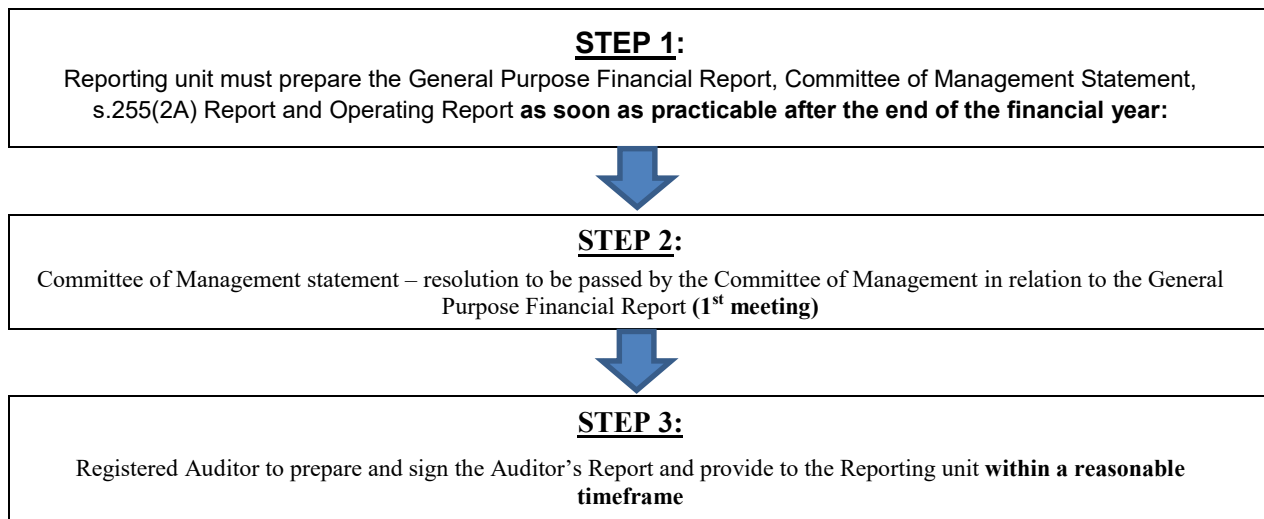 STEP 1:
Reporting unit must prepare the General Purpose Financial Report, Committee of Management Statement,
s.255(2A) Report and Operating Report as soon as practicable after the end of the financial year:
STEP 2:
Committee of Management statement – resolution to be passed by the Committee of Management in relation to the General
Purpose Financial Report (1st meeting)
STEP 3:
Registered Auditor to prepare and sign the Auditor’s Report and provide to the Reporting unit within a reasonable
timeframe